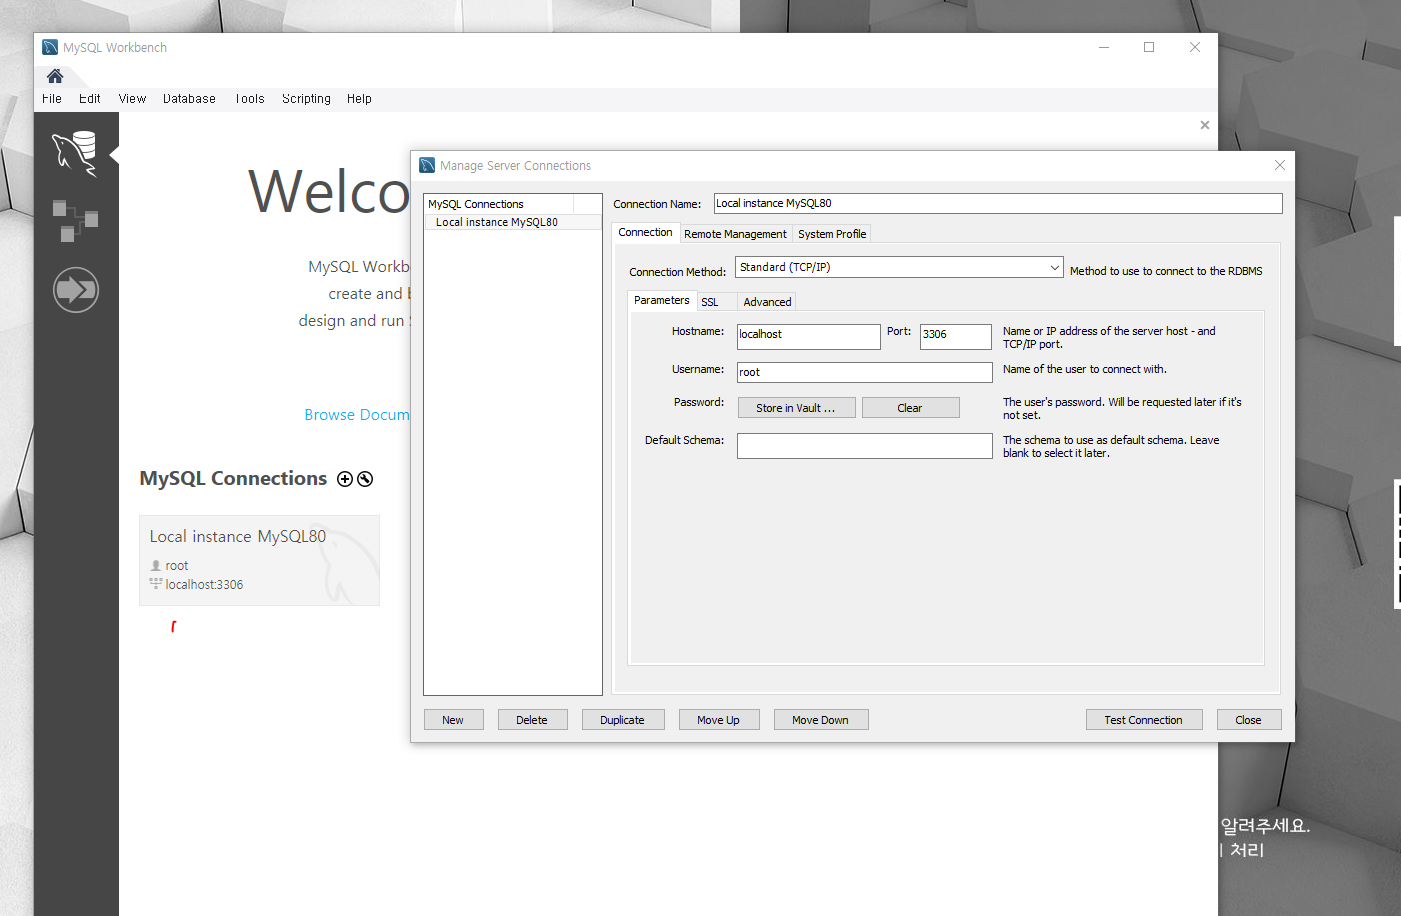 MySQL Workbench
File Edit View Database Tools Scripting Help
Welco
MySQL Workb
create and b
design and run
Browse Docum
MySQL Connections
Local instance MySQL80
root
localhost:3306
Manage Server Connections
MySQL Connections
Local instance MySQL80
Connection Name: Local instance MySQL80
Connection Remote Management System Profile
Connection Method: Standard (TCP/IP) Method to use to connect to the RDBMS
Parameters SSL Advanced
Hostname: localhost Port: 3306 Name or IP address of the server host - and
TCP/IP port.
Username: root Name of the user to connect with.
Password: Store in Vault ... Clear The user's password. Will be requested later if it's
not set.
Default Schema: The schema to use as default schema. Leave
blank to select it later.
New Delete Duplicate Move Up Move Down Test Connection Close
알려주세요.
처리